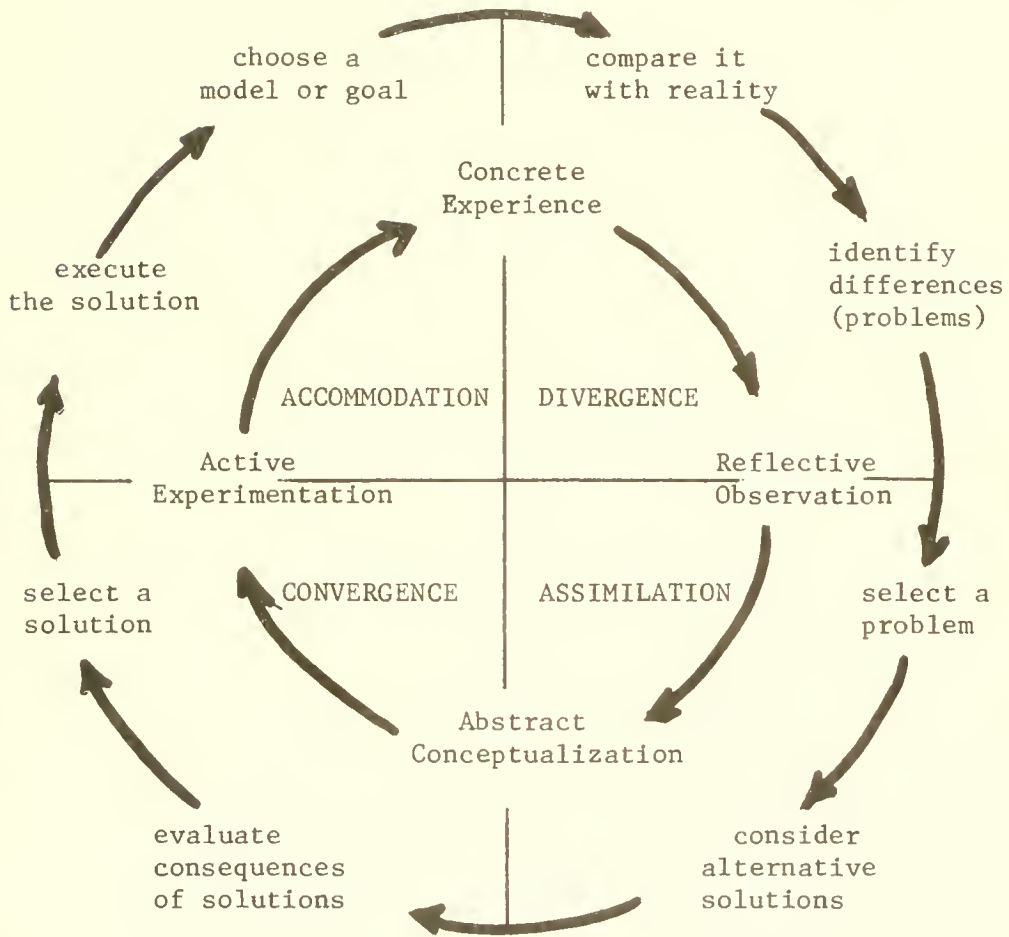 choose a
model or goal
compare it
with reality
Concrete
Experience
identify
differences
(problems)
execute
the solution
ACCOMMODATION
DIVERGENCE
Active
Experimentation
Reflective
Observation
CONVERGENCE
ASSIMILATION
select a
solution
select a
problem
Abstract
Conceptualization
evaluate
consequences
of solutions
consider
alternative
solutions